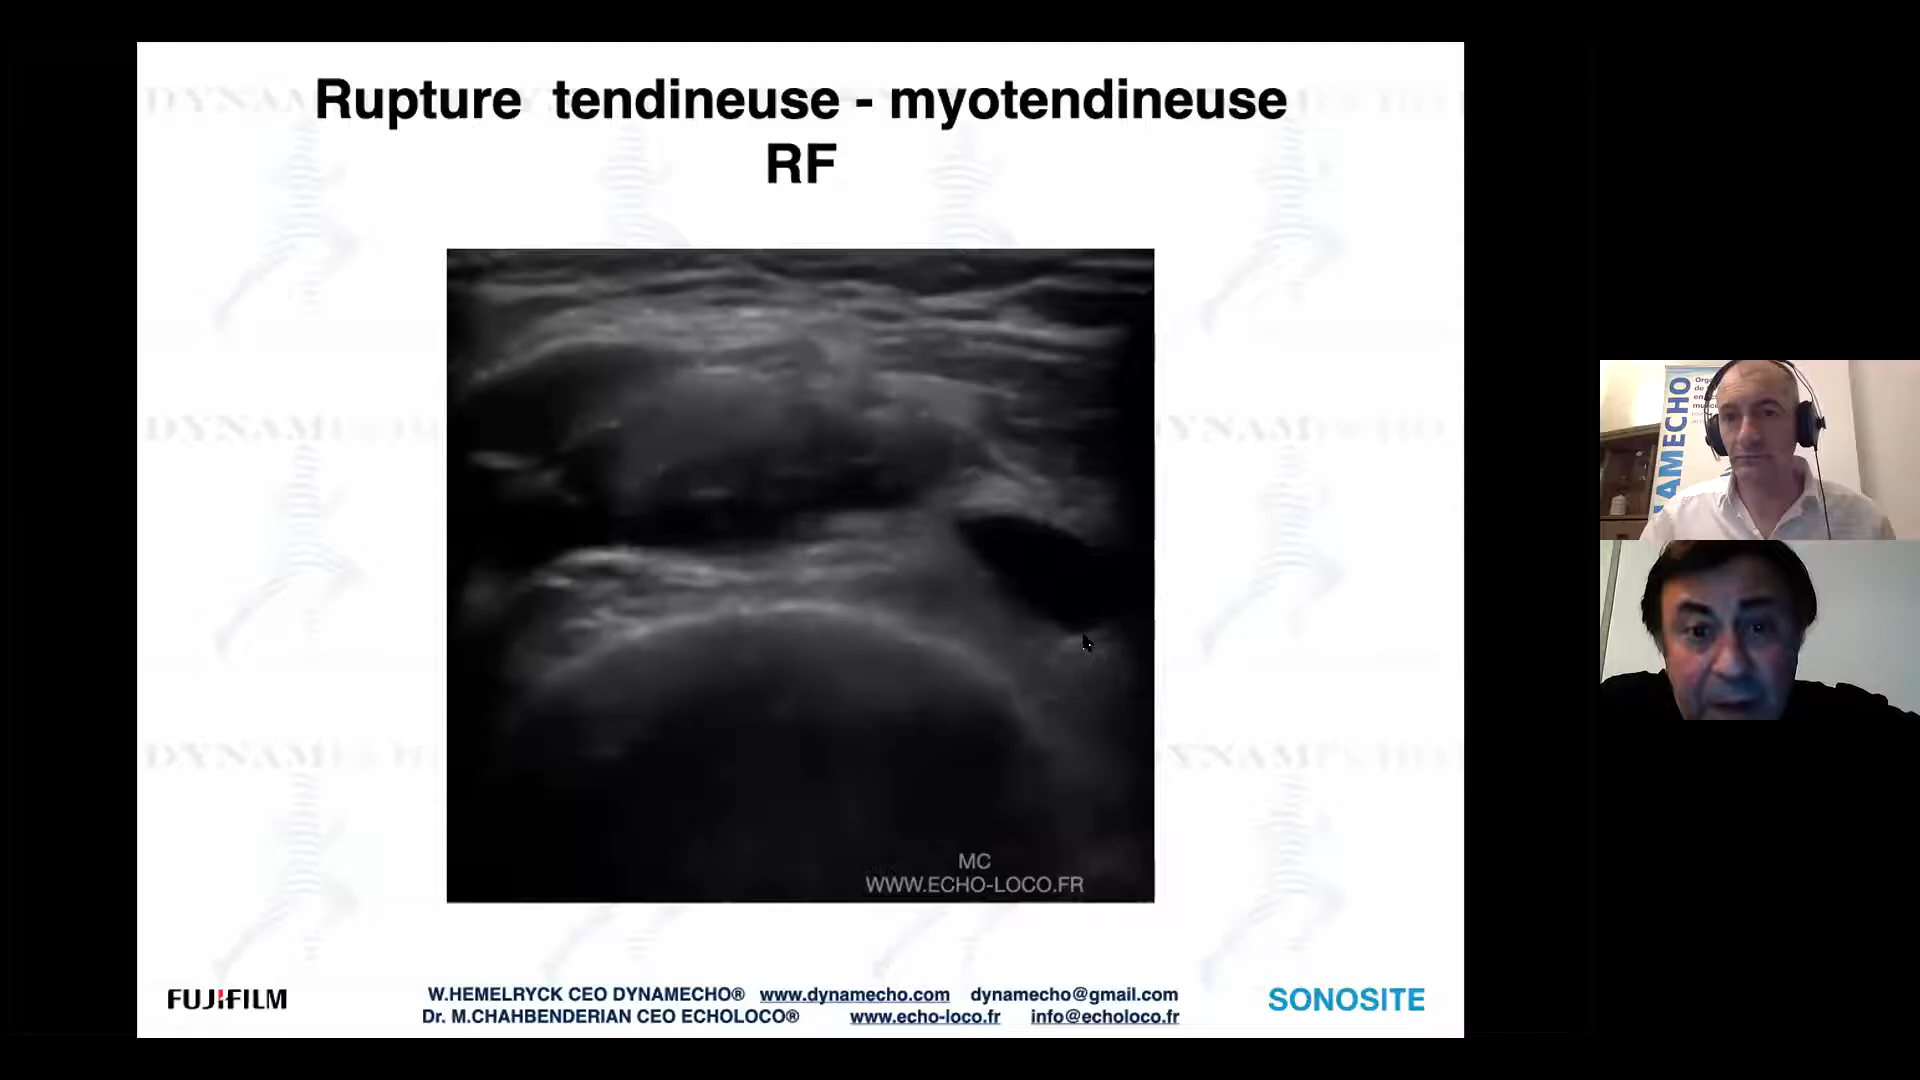 Rupture tendineuse - myotendineuse
RF
MC
WWW.ECHO-LOCO.FR
FUJIFILM
W.HEMELRYCK CEO DYNAMECHO® www.dynamecho.com dynamecho@gmail.com
Dr. M.CHAHBENDERIAN CEO ECHOLOCO® www.echo-loco.fr info@echoloco.fr
SONOSITE
AMECHO